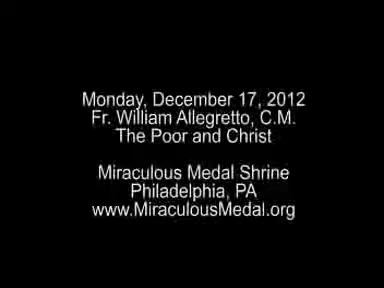 Monday, December 17, 2012
Fr. William Allegretto, C.M.
The Poor and Christ
Miraculous Medal Shrine
Philadelphia, PA
www.MiraculousMedal.org